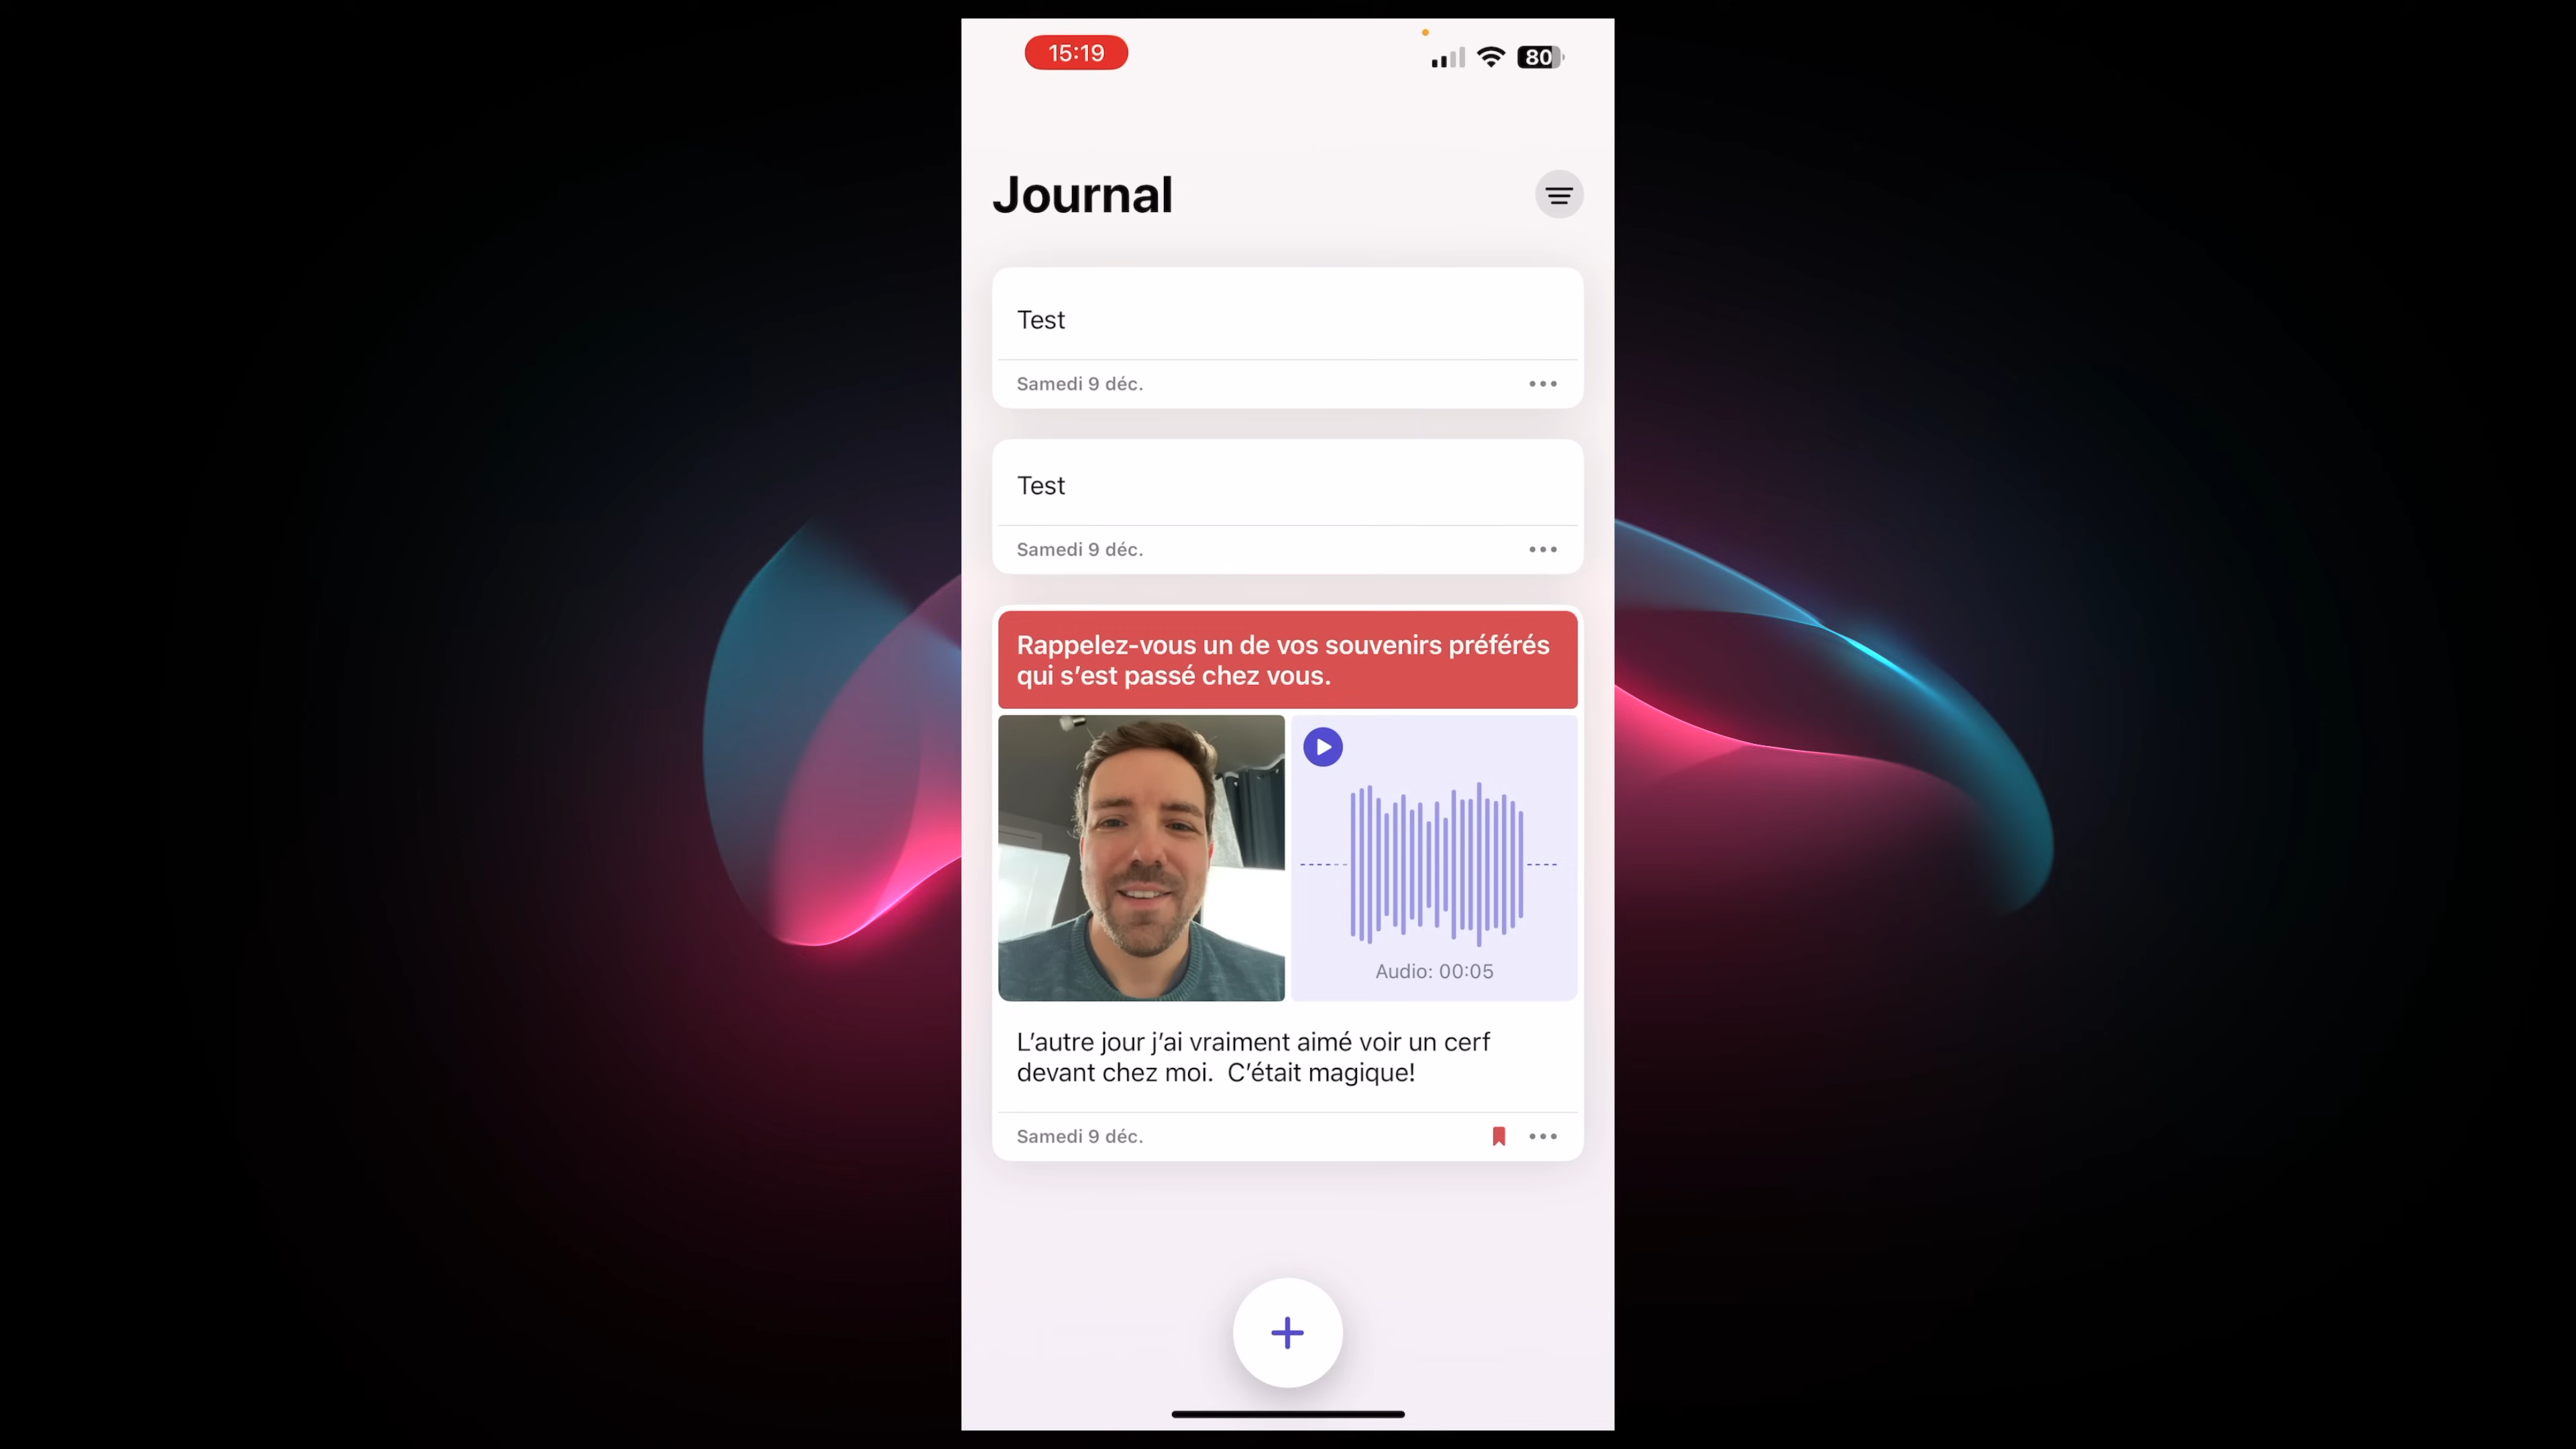 15:19
80
Journal
Test
Samedi 9 déc.
Test
Samedi 9 déc.
Rappelez-vous un de vos souvenirs préférés
qui s’est passé chez vous.
Audio: 00:05
L’autre jour j’ai vraiment aimé voir un cerf
devant chez moi.  C’était magique!
Samedi 9 déc.